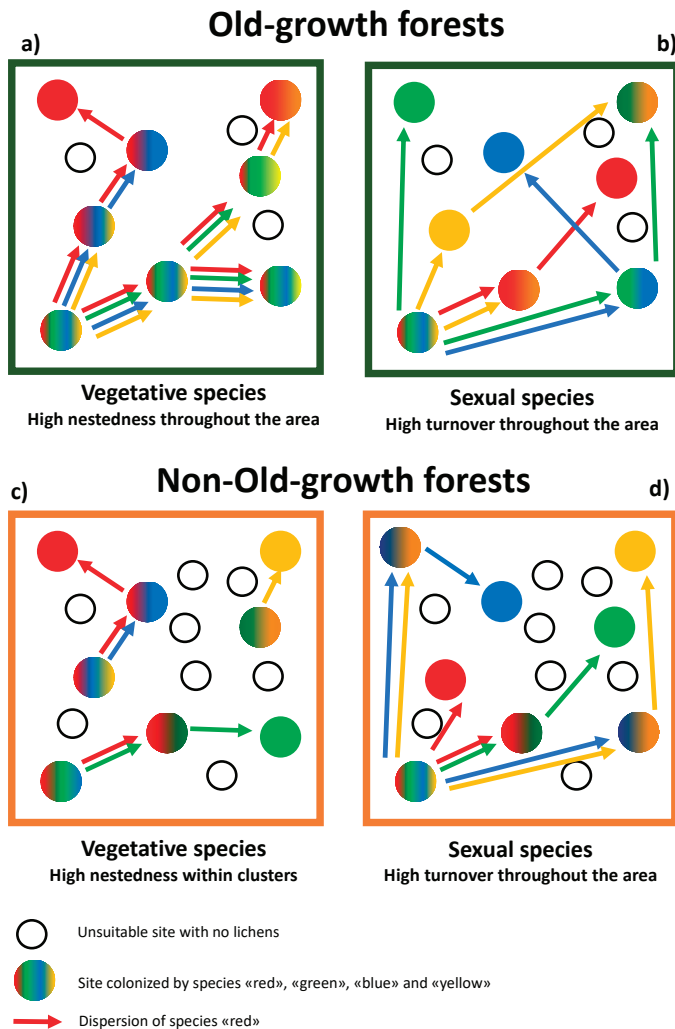 Old-growth forests
a)
b)
Vegetative species
High nestedness throughout the area
Sexual species
High turnover throughout the area
Non-Old-growth forests
c)
d)
Vegetative species
High nestedness within clusters
Sexual species
High turnover throughout the area
Unsuitable site with no lichens
Site colonized by species «red», «green», «blue» and «yellow»
Dispersion of species «red»